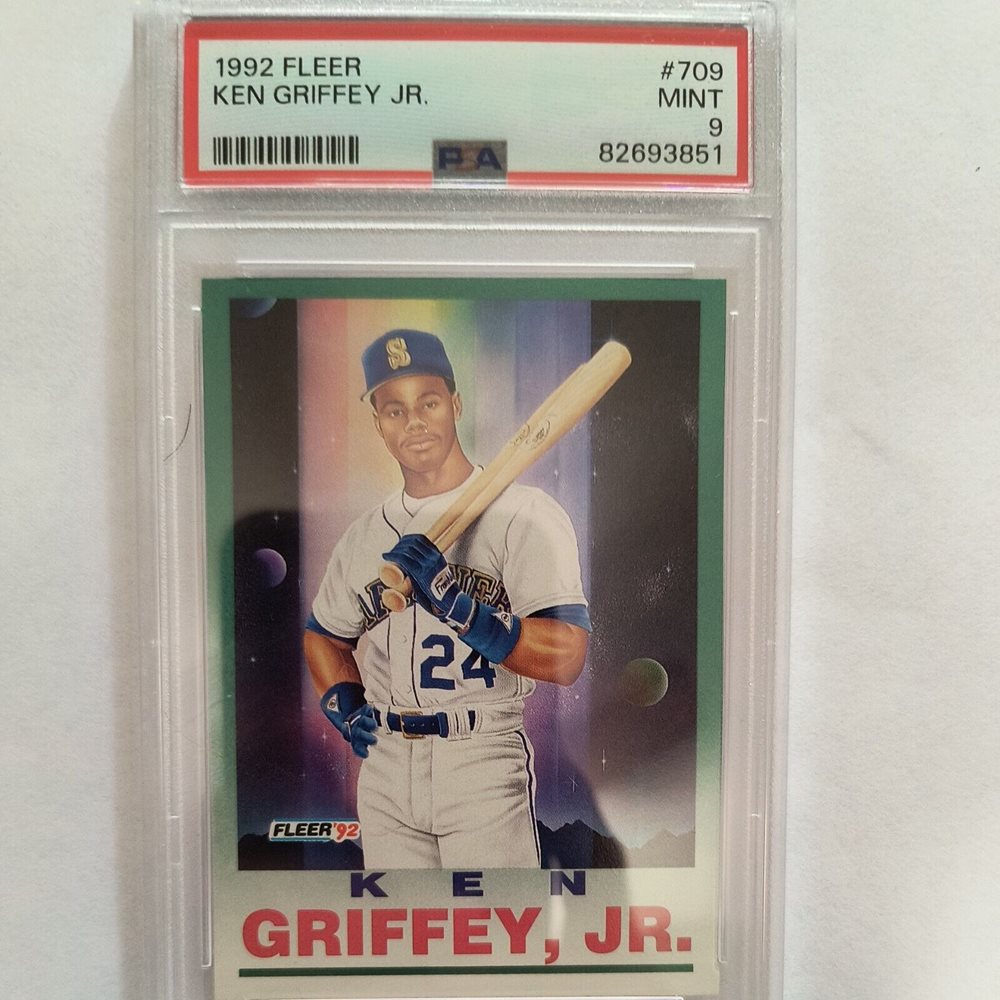 1992 FLEER
#709
KEN GRIFFEY JR.
MINT
9
82693851
PSA
S
24
FLEER '92
KEN
GRIFFEY, JR.